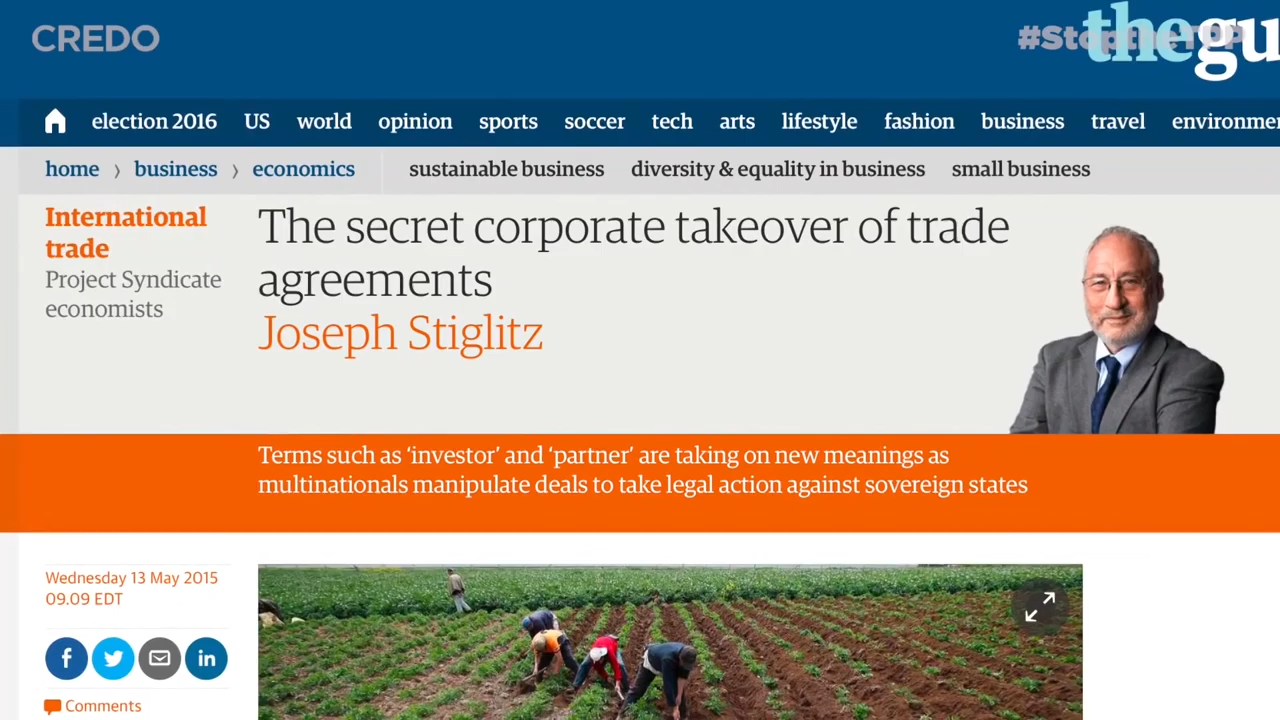 CREDO
#Stop
thegu
election 2016 US world opinion sports soccer tech arts lifestyle fashion business travel environme
home › business › economics sustainable business diversity & equality in business small business
International
trade
Project Syndicate
economists
The secret corporate takeover of trade
agreements
Joseph Stiglitz
Terms such as ‘investor’ and ‘partner’ are taking on new meanings as
multinationals manipulate deals to take legal action against sovereign states
Wednesday 13 May 2015
09.09 EDT
f
in
Comments